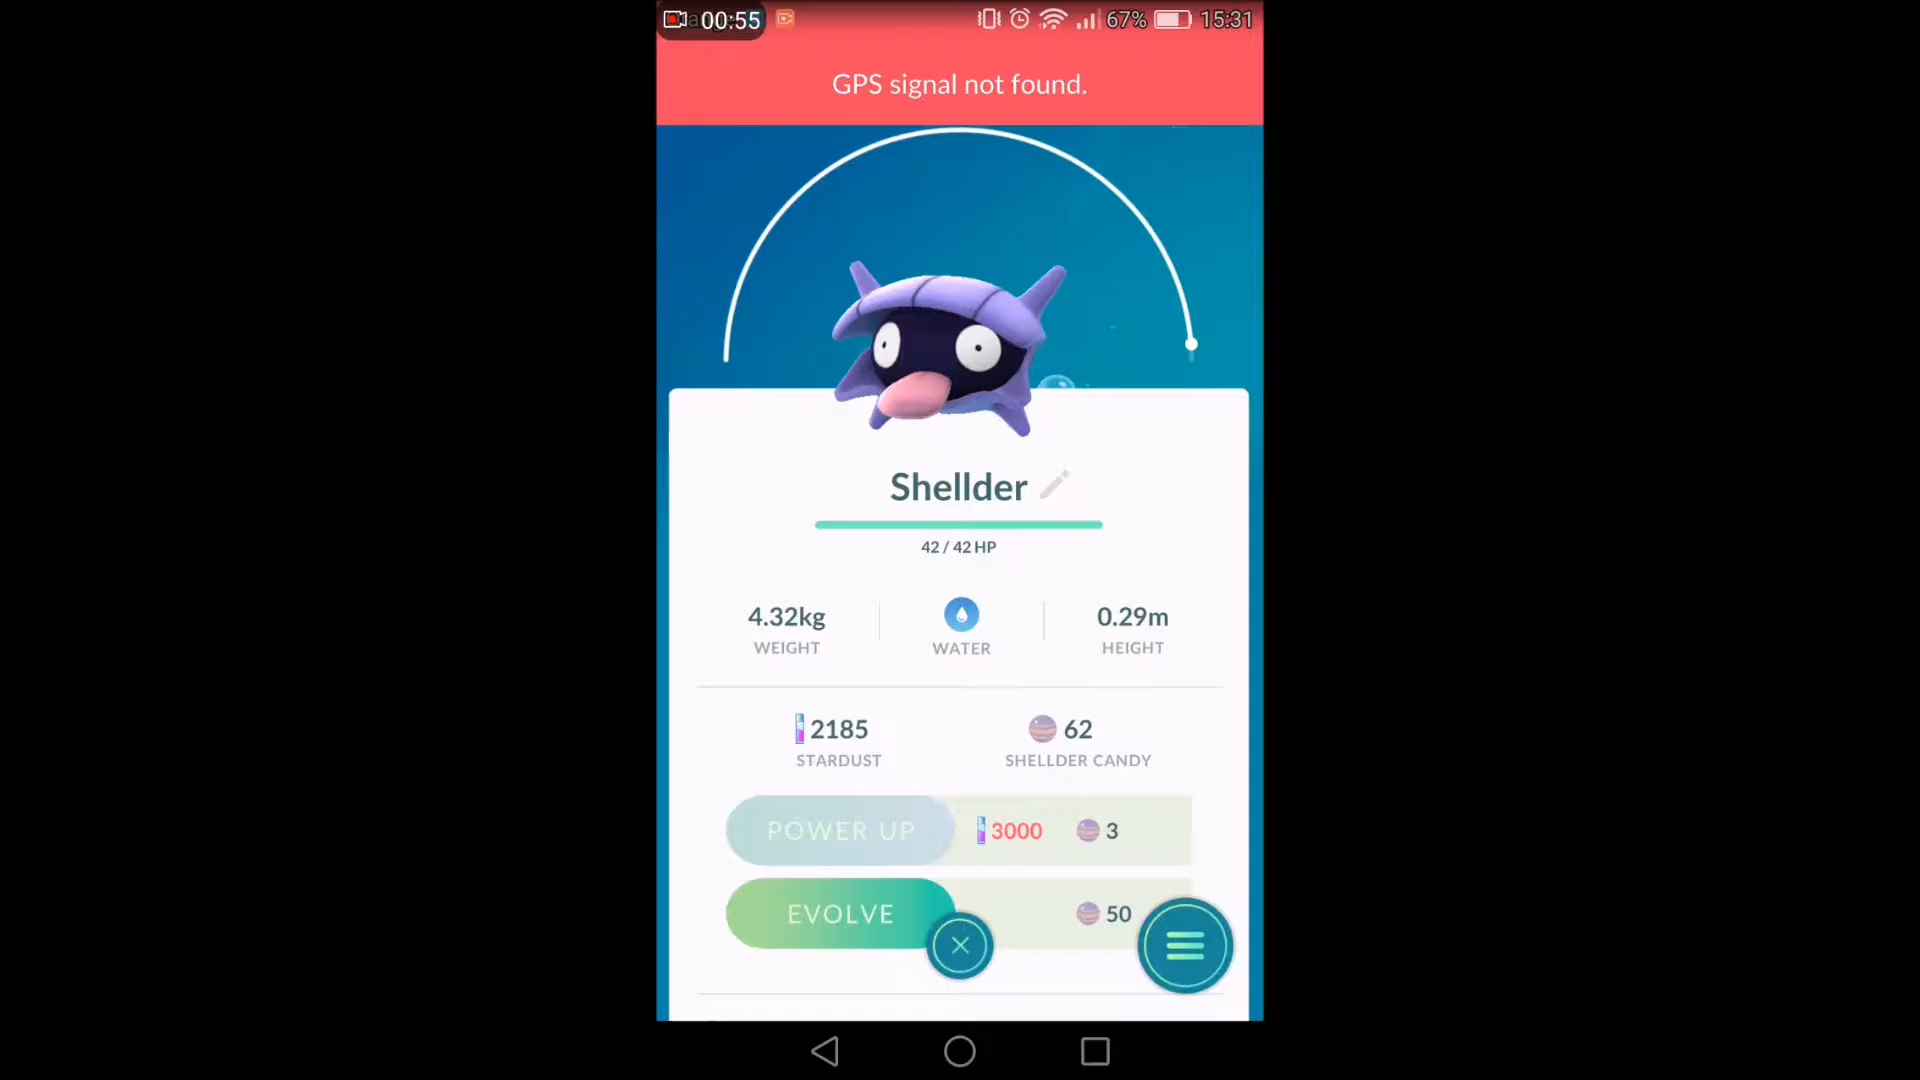 00:55 67% 15:31
GPS signal not found.
Shellder
42 / 42 HP
4.32kg
WEIGHT
WATER
0.29m
HEIGHT
2185
STARDUST
62
SHELLDER CANDY
POWER UP 3000 3
EVOLVE 50